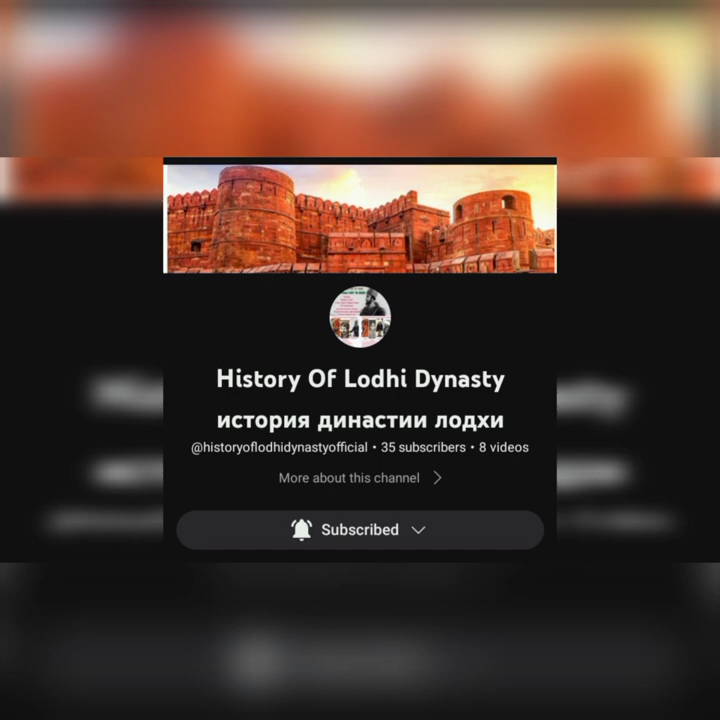 History Of Lodhi Dynasty
история династии лодхи
@historyoflodhidynastyofficial • 35 subscribers • 8 videos
More about this channel
Subscribed